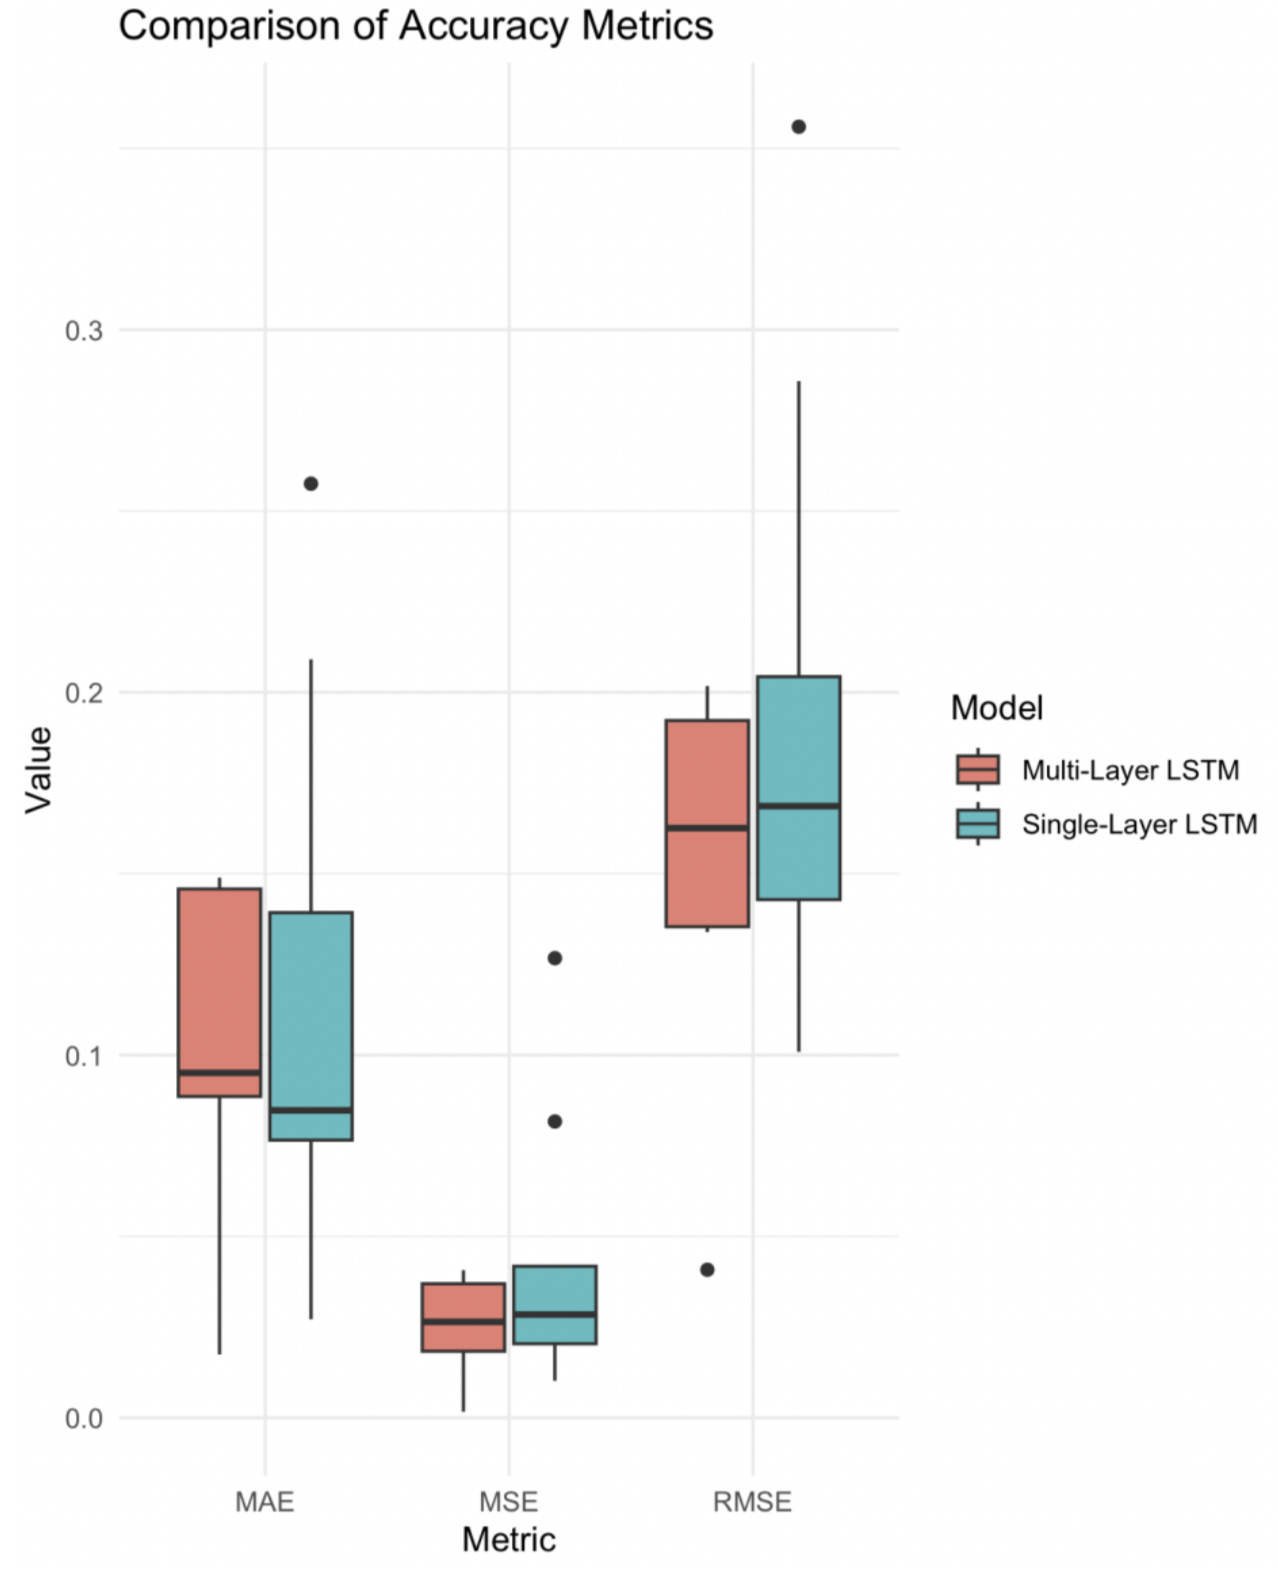 Comparison of Accuracy Metrics
0.3
0.2
0.1
0.0
Value
MAE
MSE
RMSE
Metric
Model
Multi-Layer LSTM
Single-Layer LSTM